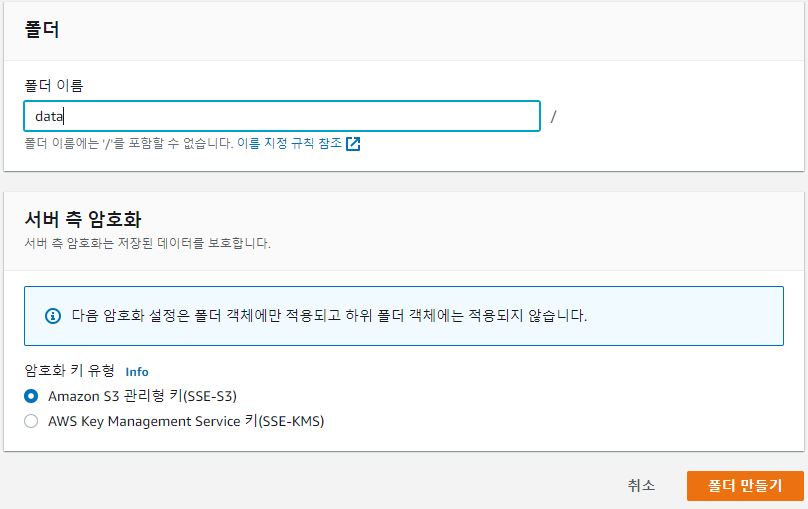 폴더
폴더 이름
data
/
폴더 이름에는 '/'를 포함할 수 없습니다. 이름 지정 규칙 참조
서버 측 암호화
서버 측 암호화는 저장된 데이터를 보호합니다.
다음 암호화 설정은 폴더 객체에만 적용되고 하위 폴더 객체에는 적용되지 않습니다.
암호화 키 유형 Info
Amazon S3 관리형 키(SSE-S3)
AWS Key Management Service 키(SSE-KMS)
취소
폴더 만들기